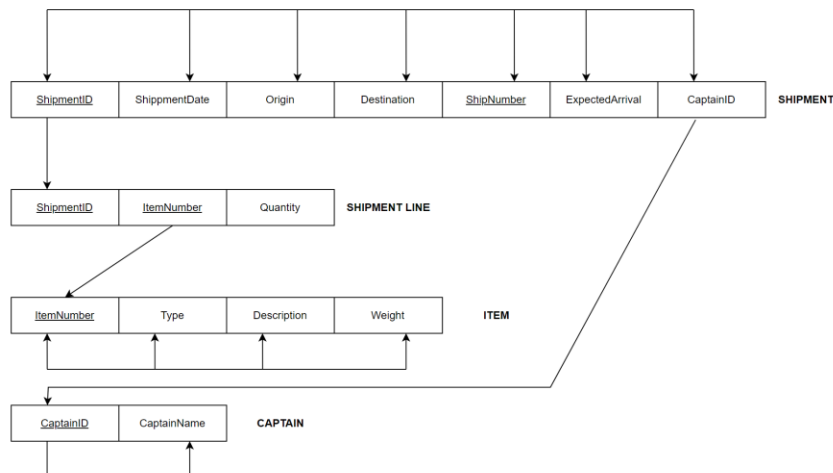 ShipmentID ShippmentDate Origin Destination ShipNumber ExpectedArrival CaptainID SHIPMENT
ShipmentID ItemNumber Quantity SHIPMENT LINE
ItemNumber Type Description Weight ITEM
CaptainID CaptainName CAPTAIN